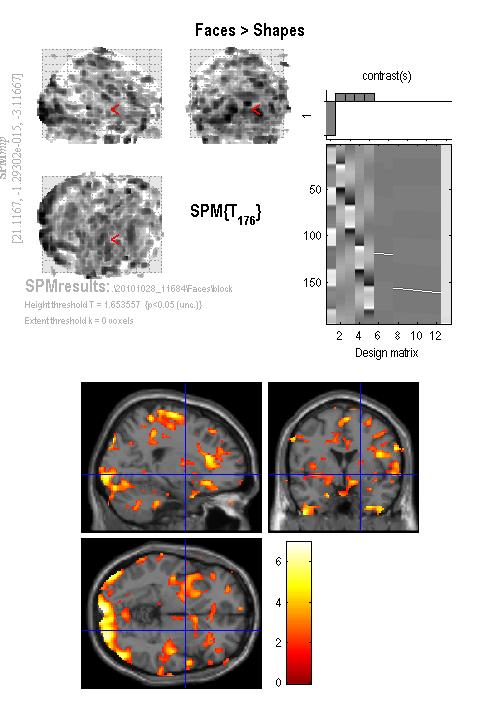 Faces > Shapes
contrast(s)
1
SPMmip
[21.1167, -1.29302e-015, -3.11667]
<
<
<
SPM{T176}
50
100
150
2 4 6 8 10 12
Design matrix
SPMresults: .\20101028_11684\Faces\block
Height threshold T = 1.653557 {p<0.05 (unc.)}
Extent threshold k = 0 voxels
6
4
2
0